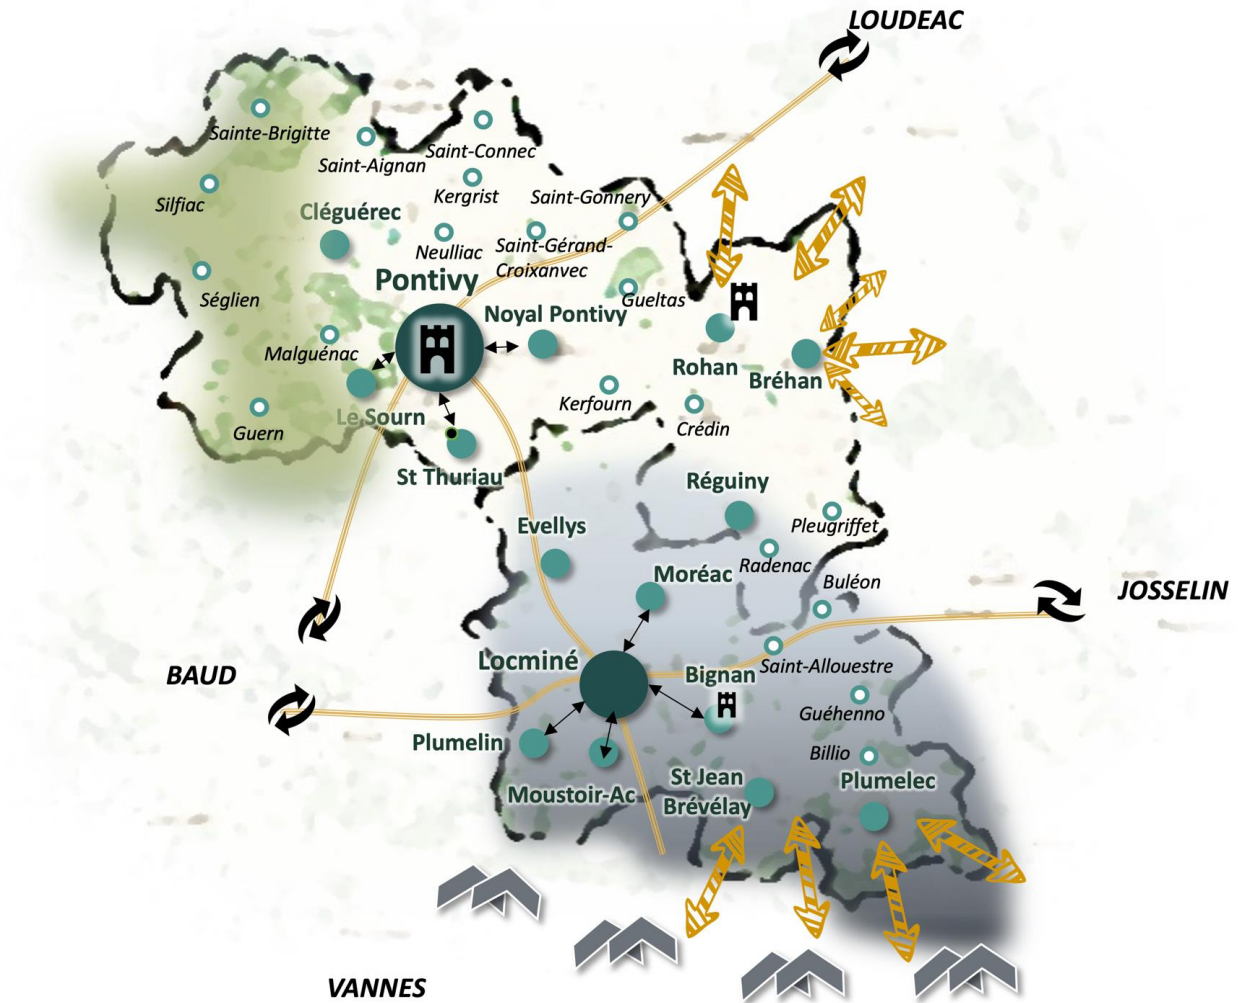 LOUDEAC
Sainte-Brigitte
Saint-Aignan
Saint-Connec
Silfiac
Kergrist
Saint-Gonnery
Cléguérec
Neulliac
Saint-Gérand-
Croixanvec
Séglien
Pontivy
Gueltas
Noyal Pontivy
Malguénac
Rohan
Bréhan
Le Sourn
Kerfourn
Crédin
Guern
St Thuriau
Réguiny
Evellys
Pleugriffet
Radenac
Moréac
Buléon
JOSSELIN
Locminé
BAUD
Bignan
Saint-Allouestre
Guéhenno
Plumelin
Billio
Moustoir-Ac
St Jean
Brévélay
Plumelec
VANNES